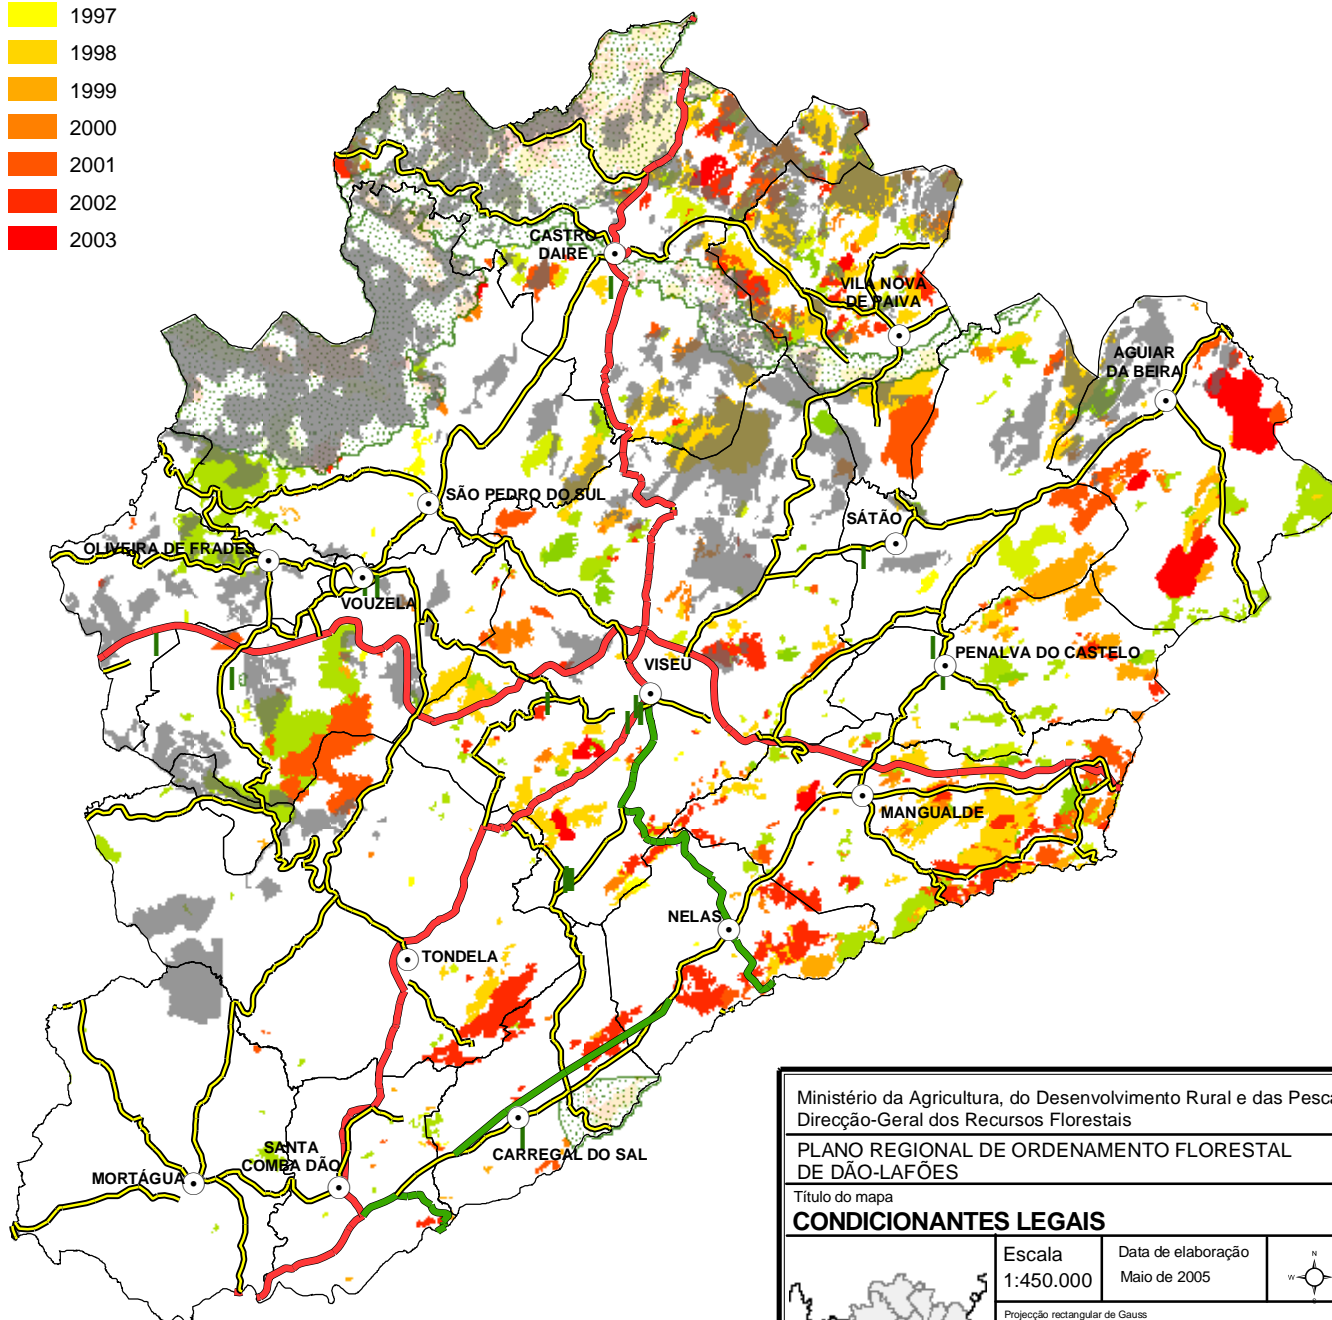 1997
1998
1999
2000
2001
2002
2003
CASTRO
DAIRE
VILA NOVA
DE PAIVA
AGUIAR
DA BEIRA
SÃO PEDRO DO SUL
SÁTÃO
OLIVEIRA DE FRADES
VOUZELA
VISEU
PENALVA DO CASTELO
MANGUALDE
NELAS
TONDELA
SANTA
COMBA DÃO
CARREGAL DO SAL
MORTÁGUA
Ministério da Agricultura, do Desenvolvimento Rural e das Pesca
Direcção-Geral dos Recursos Florestais
PLANO REGIONAL DE ORDENAMENTO FLORESTAL
DE DÃO-LAFÕES
Título do mapa
CONDICIONANTES LEGAIS
Escala
1:450.000
Data de elaboração
Maio de 2005
N
W
Projecção rectangular de Gauss